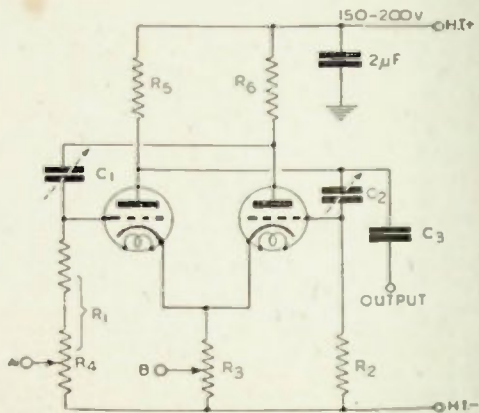 150-200V
H.T.+
R5
R6
2μF
C1
C2
C3
OUTPUT
R1
A
R4
B
R3
R2
H.T.-